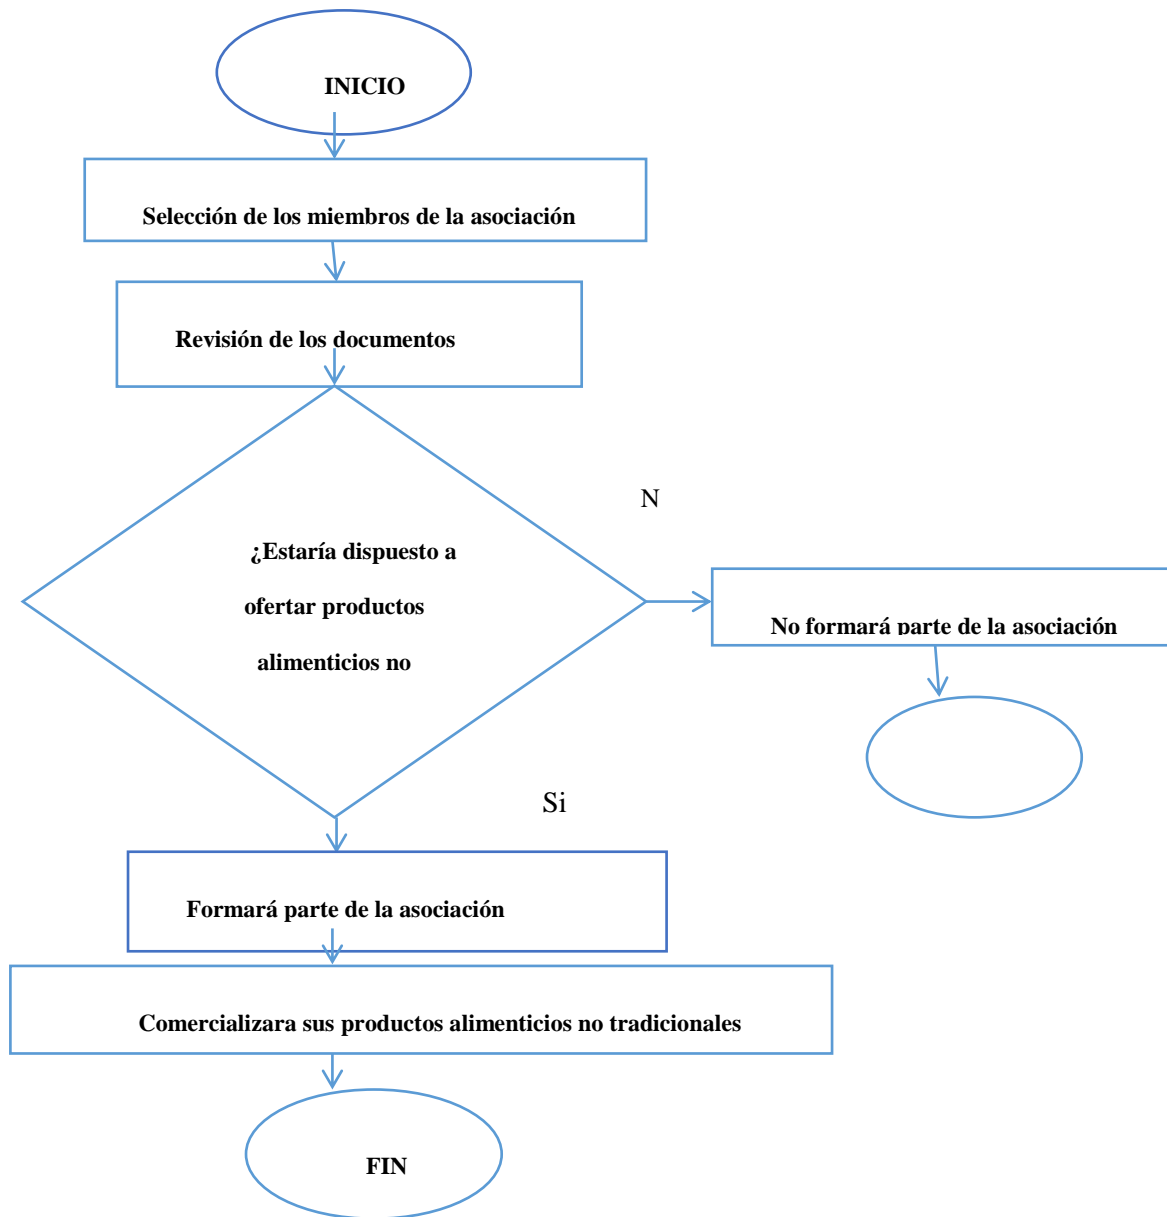 INICIO
Selección de los miembros de la asociación
Revisión de los documentos
N
¿Estaría dispuesto a
ofertar productos
alimenticios no
No formará parte de la asociación
Si
Formará parte de la asociación
Comercializara sus productos alimenticios no tradicionales
FIN